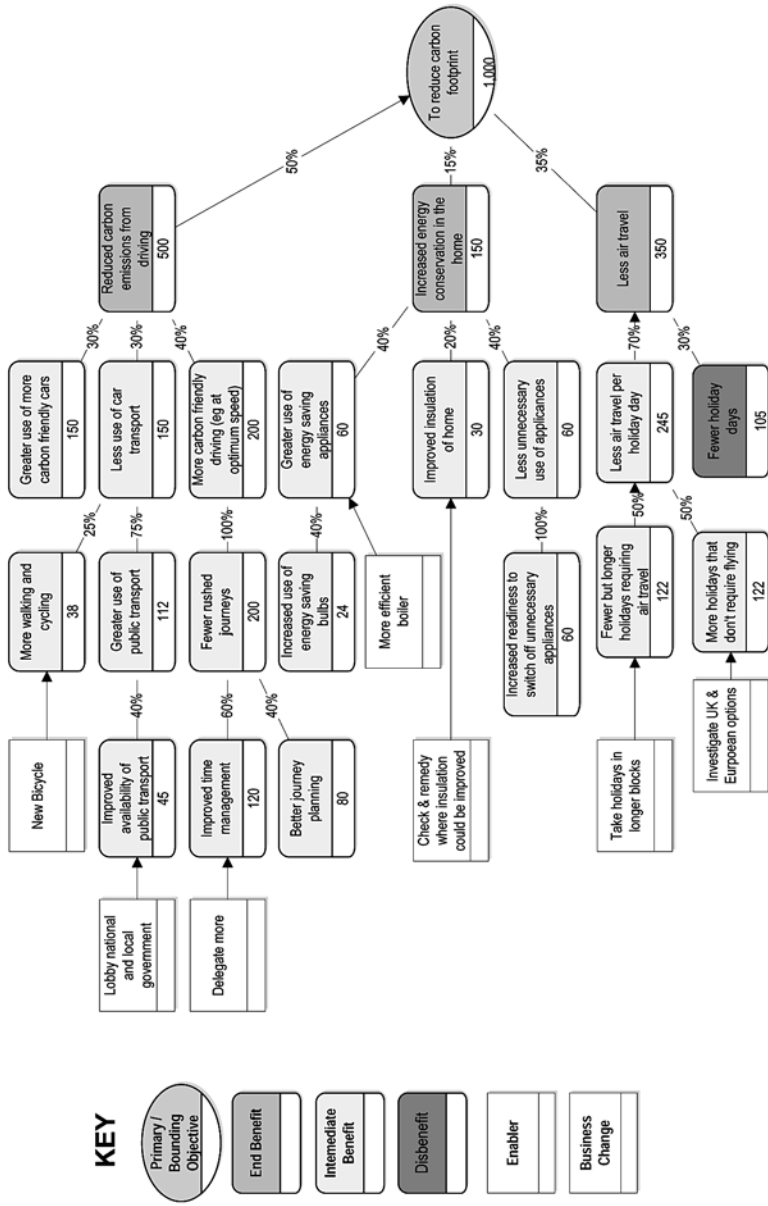 KEY
Primary /
Bounding
Objective
End Benefit
Intemediate
Benefit
Disbenefit
Enabler
Business
Change
New Bicycle
More walking and
cycling
38
25%
Greater use of more
carbon friendly cars
150
30%
Lobby national
and local
government
Improved
availability of
public transport
45
40%
Greater use of
public transport
112
75%
Less use of car
transport
150
30%
Reduced carbon
emissions from
driving
500
50%
Delegate more
Improved time
management
120
60%
Fewer rushed
journeys
200
100%
More carbon friendly
driving (eg at
optimum speed)
200
40%
Better journey
planning
80
40%
Increased use of
energy saving
bulbs
24
40%
Greater use of
energy saving
appliances
60
40%
More efficient
boiler
Check & remedy
where insulation
could be improved
Improved insulation
of home
30
20%
Increased energy
conservation in the
home
150
15%
To reduce carbon
footprint
1,000
Increased readiness to
switch off unnecessary
appliances
60
100%
Less unnecessary
use of applicances
60
40%
Take holidays in
longer blocks
Fewer but longer
holidays requiring
air travel
122
50%
Less air travel per
holiday day
245
70%
Less air travel
350
35%
Investigate UK &
Eurpoean options
More holidays that
don't require flying
122
50%
Fewer holiday
days
105
30%